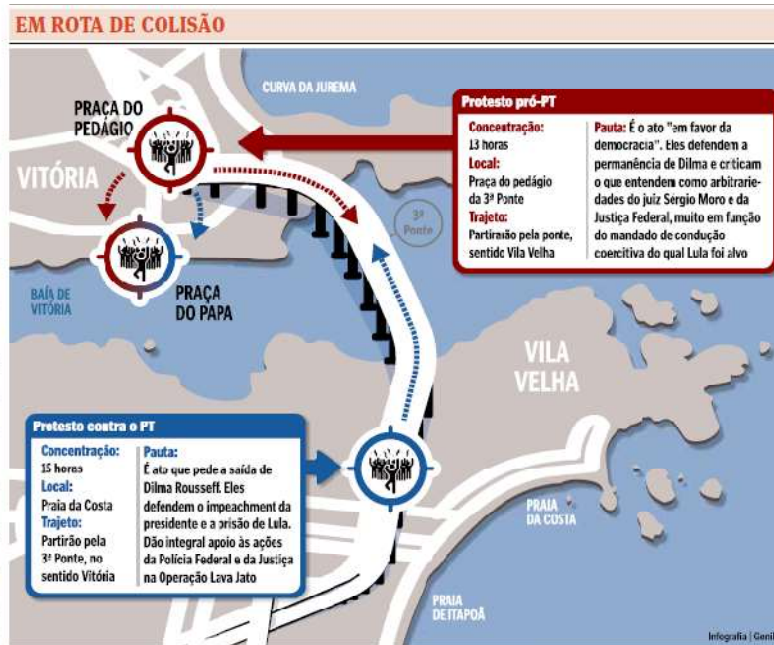 EM ROTA DE COLISÃO
CURVA DA JUREMA
PRAÇA DO
PEDÁGIO
VITÓRIA
Protesto pró-PT
Concentração:
13 horas
Local:
Praça do pedágio
da 3ª Ponte
Trajeto:
Partirão pela ponte,
sentido Vila Velha
Pauta: É o ato "em favor da
democracia". Eles defendem a
permanência de Dilma e criticam
o que entendem como arbitrarie-
dades do juiz Sérgio Moro e da
Justiça Federal, muito em função
do mandado de condução
coercitiva do qual Lula foi alvo
3ª
Ponte
BAÍA DE
VITÓRIA
PRAÇA
DO PAPA
VILA
VELHA
Protesto contra o PT
Concentração:
15 horas
Local:
Praia da Costa
Trajeto:
Partirão pela
3ª Ponte, no
sentido Vitória
Pauta:
É ato que pede a saída de
Dilma Rousseff. Eles
defendem o impeachment da
presidente e a prisão de Lula.
Dão integral apoio às ações
da Polícia Federal e da Justiça
na Operação Lava Jato
PRAIA
DA COSTA
PRAIA
DE ITAPOÃ
Infografia | Genil